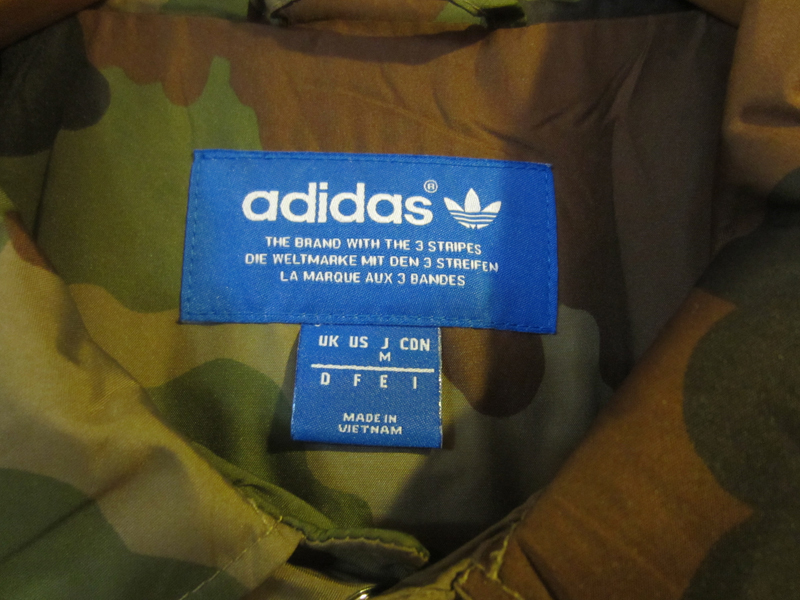 adidas®
THE BRAND WITH THE 3 STRIPES
DIE WELTMARKE MIT DEN 3 STREIFEN
LA MARQUE AUX 3 BANDES
UK US J CDN
M
D F E I
MADE IN
VIETNAM